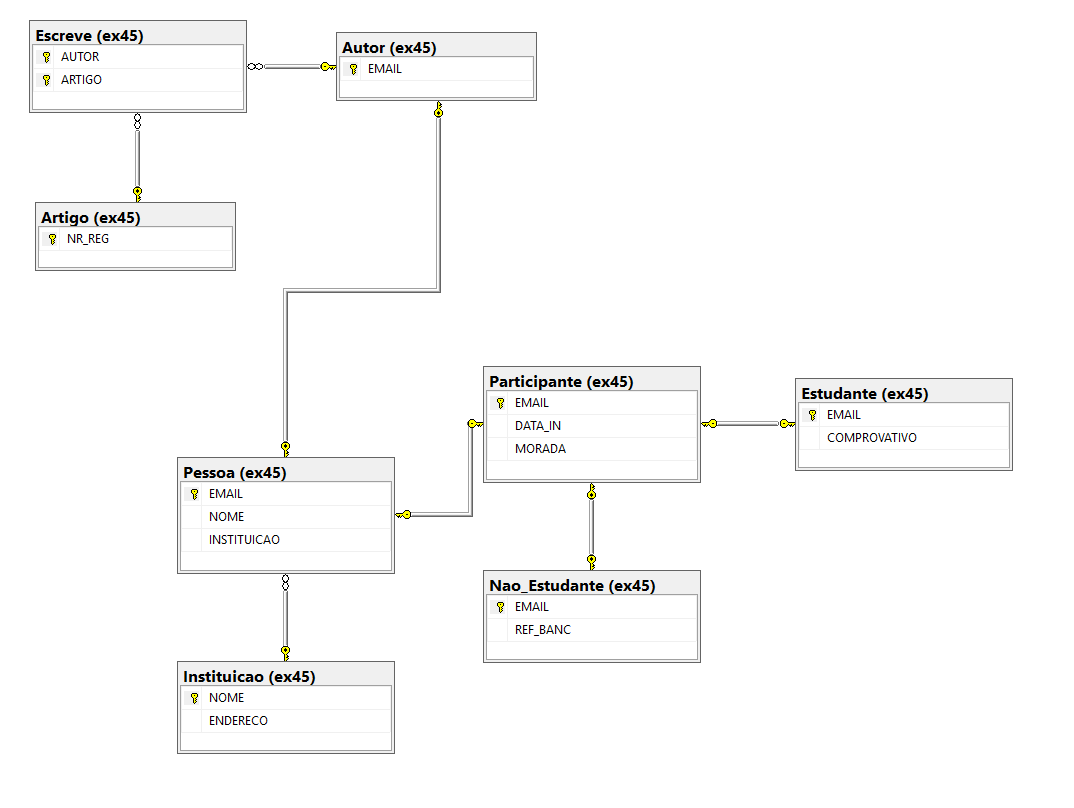 Escreve (ex45)
AUTOR
ARTIGO
Autor (ex45)
EMAIL
Artigo (ex45)
NR_REG
Participante (ex45)
EMAIL
DATA_IN
MORADA
Estudante (ex45)
EMAIL
COMPROVATIVO
Pessoa (ex45)
EMAIL
NOME
INSTITUICAO
Nao_Estudante (ex45)
EMAIL
REF_BANC
Instituicao (ex45)
NOME
ENDERECO